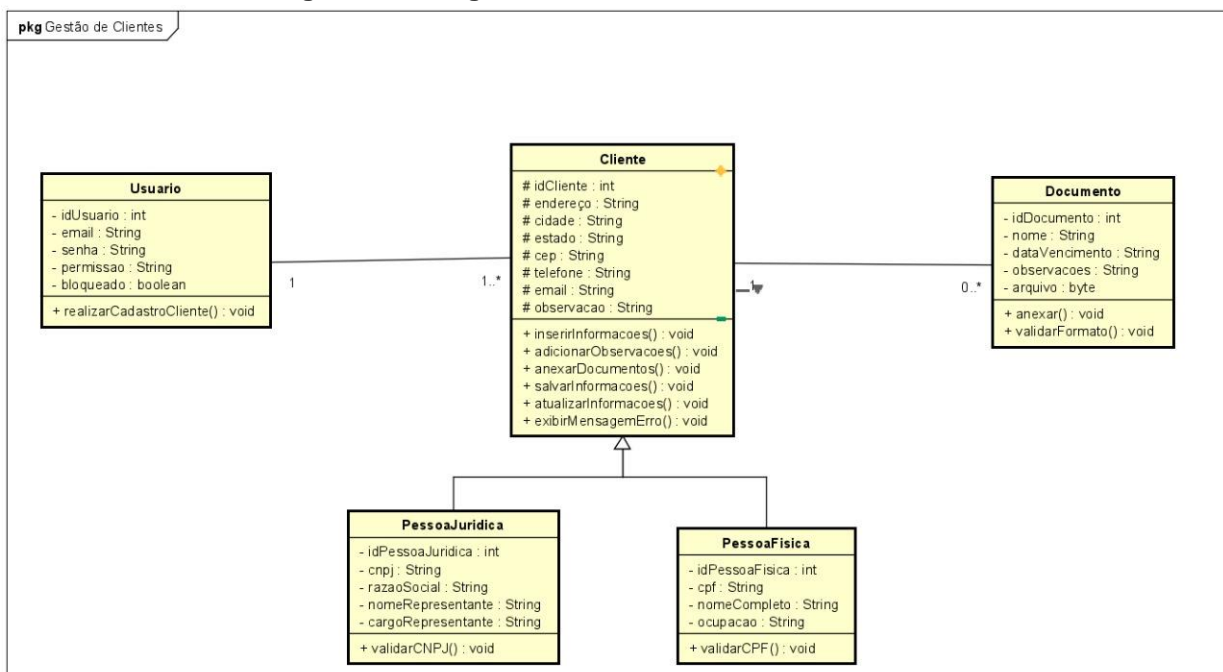 pkg Gestão de Clientes
Usuario
- idUsuario : int
- email : String
- senha : String
- permissao : String
- bloqueado : boolean
+ realizarCadastroCliente() : void
1
1..*
Cliente
# idCliente : int
# endereço : String
# cidade : String
# estado : String
# cep : String
# telefone : String
# email : String
# observacao : String
+ inserirInformacoes() : void
+ adicionarObservacoes() : void
+ anexarDocumentos() : void
+ salvarInformacoes() : void
+ atualizarInformacoes() : void
+ exibirMensagemErro() : void
1
0..*
Documento
- idDocumento : int
- nome : String
- dataVencimento : String
- observacoes : String
- arquivo : byte
+ anexar() : void
+ validarFormato() : void
PessoaJuridica
- idPessoaJuridica : int
- cnpj : String
- razaoSocial : String
- nomeRepresentante : String
- cargoRepresentante : String
+ validarCNPJ() : void
PessoaFisica
- idPessoaFisica : int
- cpf : String
- nomeCompleto : String
- ocupacao : String
+ validarCPF() : void